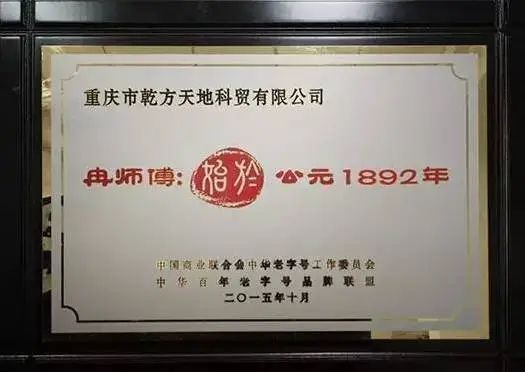 重庆市乾方天地科贸有限公司
冉师傅：始於 公元1892年
中国商业联合会中华老字号工作委员会
中华百年老字号品牌联盟
二〇一五年十月